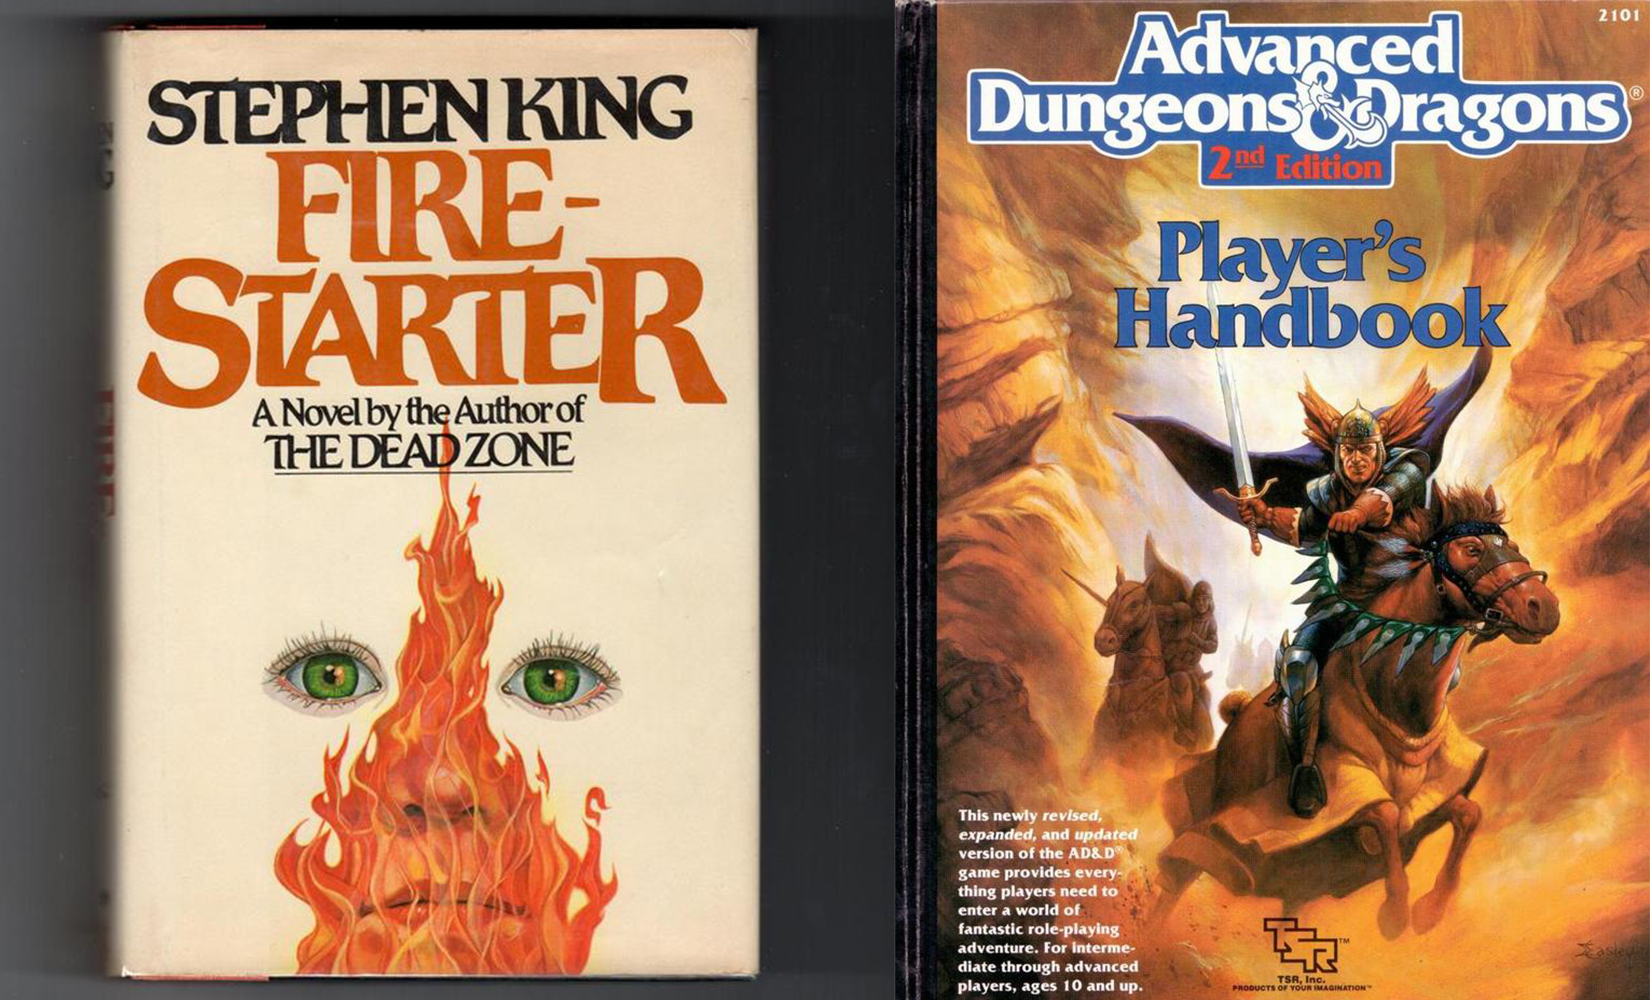 STEPHEN KING
FIRE-
STARTER
A Novel by the Author of
THE DEAD ZONE
2101
Advanced
Dungeons & Dragons®
2nd Edition
Player's
Handbook
This newly revised,
expanded, and updated
version of the AD&D®
game provides every-
thing players need to
enter a world of
fantastic role-playing
adventure. For interme-
diate through advanced
players, ages 10 and up.
TSR™
TSR, Inc.
PRODUCTS OF YOUR IMAGINATION™
Easley